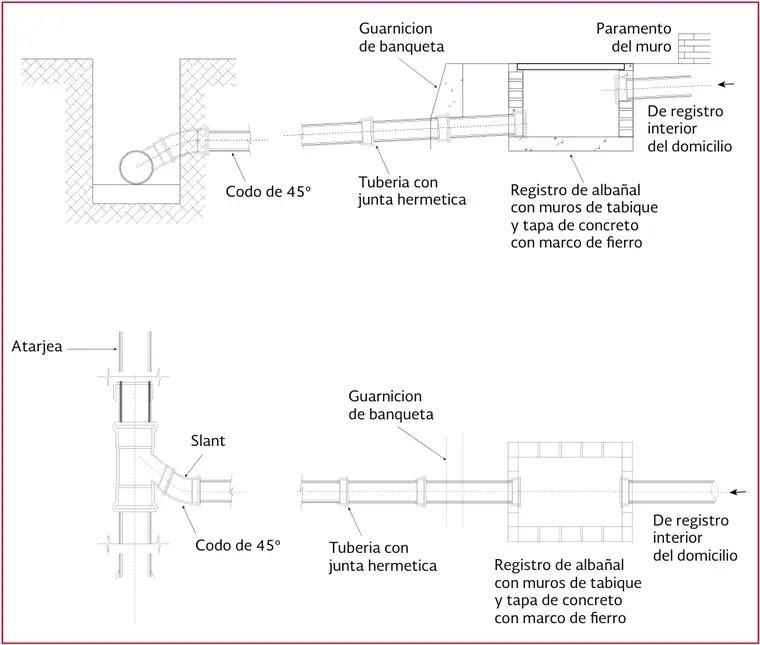 Guarnicion
de banqueta
Paramento
del muro
De registro
interior
del domicilio
Codo de 45º
Tuberia con
junta hermetica
Registro de albañal
con muros de tabique
y tapa de concreto
con marco de fierro
Atarjea
Slant
Guarnicion
de banqueta
Codo de 45º
Tuberia con
junta hermetica
Registro de albañal
con muros de tabique
y tapa de concreto
con marco de fierro
De registro
interior
del domicilio